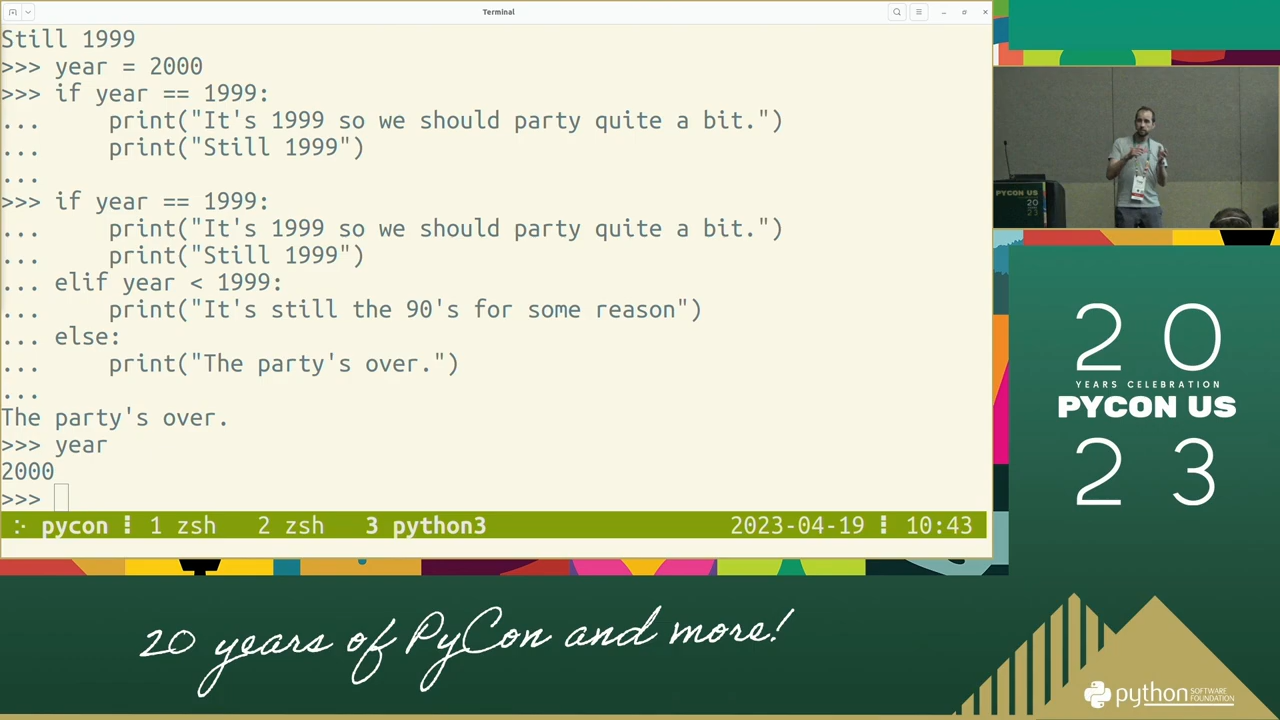 Terminal
Still 1999
>>> year = 2000
>>> if year == 1999:
...     print("It's 1999 so we should party quite a bit.")
...     print("Still 1999")
...
>>> if year == 1999:
...     print("It's 1999 so we should party quite a bit.")
...     print("Still 1999")
... elif year < 1999:
...     print("It's still the 90's for some reason")
... else:
...     print("The party's over.")
...
The party's over.
>>> year
2000
>>>
pycon 1 zsh 2 zsh 3 python3 2023-04-19 10:43
PYCON US
20
23
20
YEARS CELEBRATION
PYCON US
23
20 years of PyCon and more!
python SOFTWARE FOUNDATION